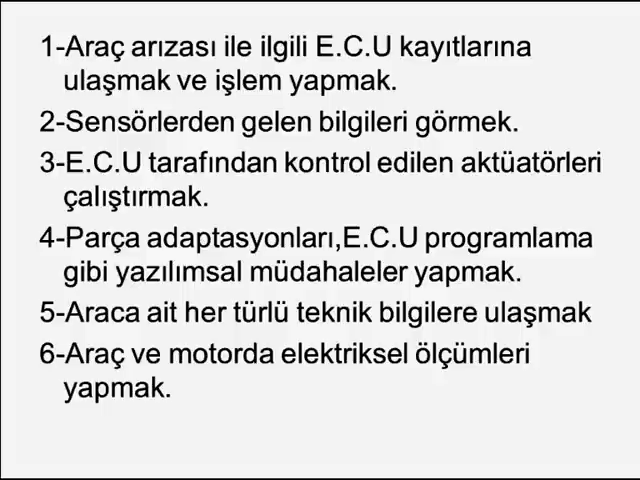 1-Araç arızası ile ilgili E.C.U kayıtlarına
ulaşmak ve işlem yapmak.
2-Sensörlerden gelen bilgileri görmek.
3-E.C.U tarafından kontrol edilen aktüatörleri
çalıştırmak.
4-Parça adaptasyonları,E.C.U programlama
gibi yazılımsal müdahaleler yapmak.
5-Araca ait her türlü teknik bilgilere ulaşmak
6-Araç ve motorda elektriksel ölçümleri
yapmak.